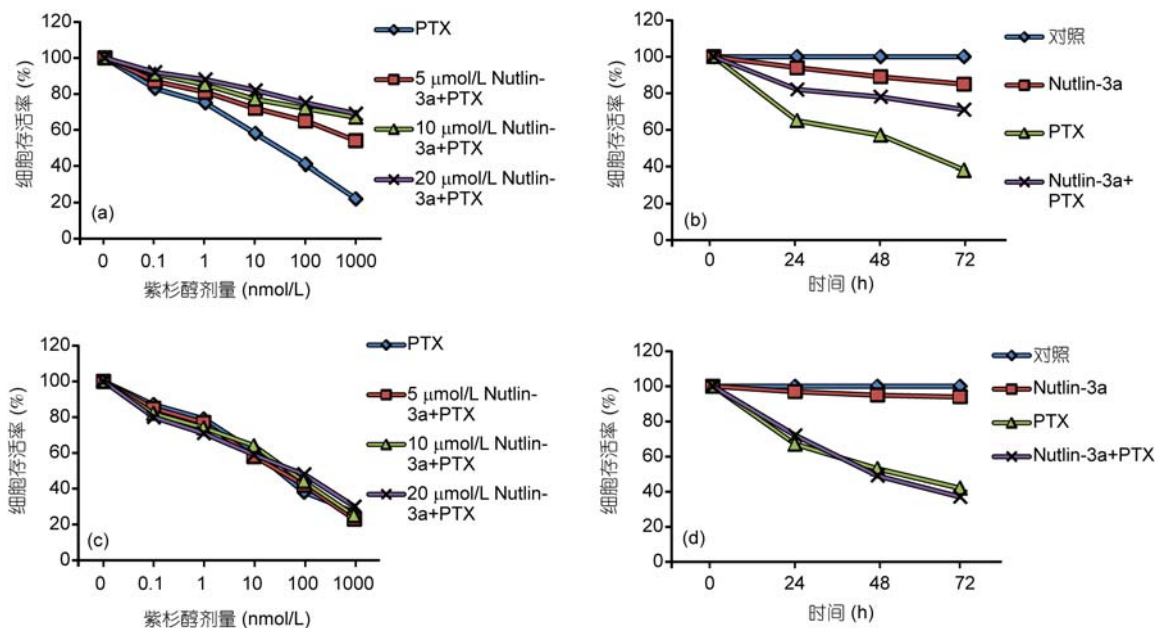 120
100
80
60
40
20
0
细胞存活率 (%)
(a)
0 0.1 1 10 100 1000
紫杉醇剂量 (nmol/L)
PTX
5 μmol/L Nutlin-
3a+PTX
10 μmol/L Nutlin-
3a+PTX
20 μmol/L Nutlin-
3a+PTX
120
100
80
60
40
20
0
细胞存活率 (%)
(b)
0 24 48 72
时间 (h)
对照
Nutlin-3a
PTX
Nutlin-3a+
PTX
120
100
80
60
40
20
0
细胞存活率 (%)
(c)
0 0.1 1 10 100 1000
紫杉醇剂量 (nmol/L)
PTX
5 μmol/L Nutlin-
3a+PTX
10 μmol/L Nutlin-
3a+PTX
20 μmol/L Nutlin-
3a+PTX
120
100
80
60
40
20
0
细胞存活率 (%)
(d)
0 24 48 72
时间 (h)
对照
Nutlin-3a
PTX
Nutlin-3a+PTX